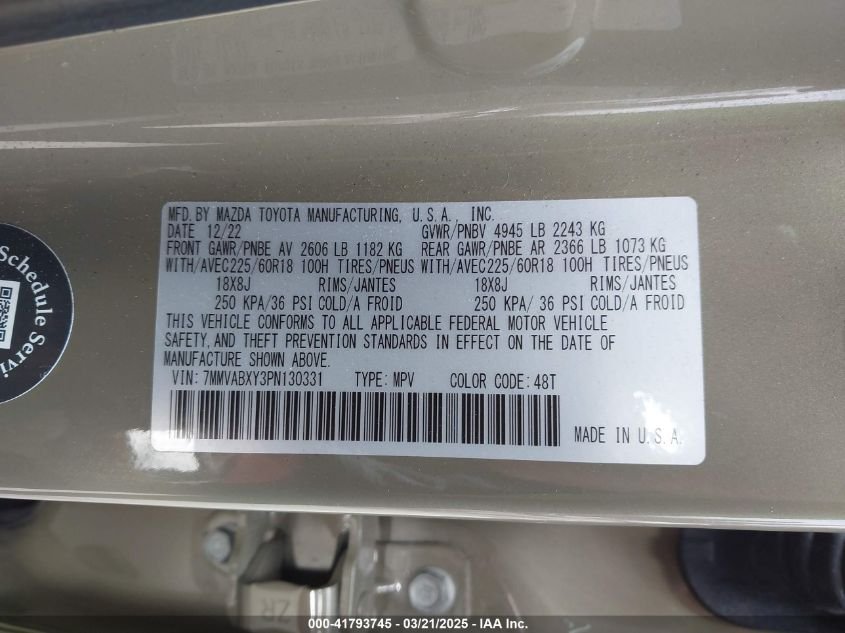 MFD. BY MAZDA TOYOTA MANUFACTURING, U.S.A., INC.
DATE 12/22 GVWR/PNBV 4945 LB 2243 KG
FRONT GAWR/PNBE AV 2606 LB 1182 KG REAR GAWR/PNBE AR 2366 LB 1073 KG
WITH/AVEC225/60R18 100H TIRES/PNEUS WITH/AVEC225/60R18 100H TIRES/PNEUS
18X8J RIMS/JANTES 18X8J RIMS/JANTES
250 KPA/36 PSI COLD/A FROID 250 KPA/ 36 PSI COLD/A FROID
THIS VEHICLE CONFORMS TO ALL APPLICABLE FEDERAL MOTOR VEHICLE
SAFETY, AND THEFT PREVENTION STANDARDS IN EFFECT ON THE DATE OF
MANUFACTURE SHOWN ABOVE.
VIN: 7MMVABXY3PN130331 TYPE: MPV COLOR CODE: 48T
MADE IN U.S.A.
Schedule Servi
ZR
000-41793745 - 03/21/2025 - IAA Inc.